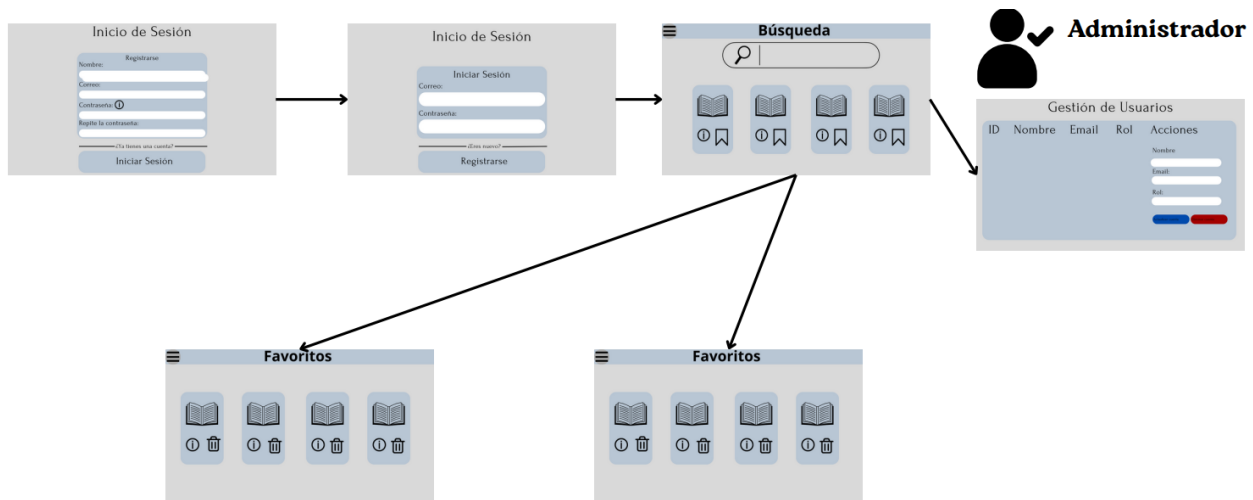 Inicio de Sesión
Registrarse
Nombre:
Correo:
Contraseña:
Repite la contraseña:
¿Ya tienes una cuenta?
Iniciar Sesión
Inicio de Sesión
Iniciar Sesión
Correo:
Contraseña:
¿Eres nuevo?
Registrarse
Búsqueda
Administrador
Gestión de Usuarios
ID Nombre Email Rol Acciones
Nombre
Email:
Rol:
Favoritos
Favoritos